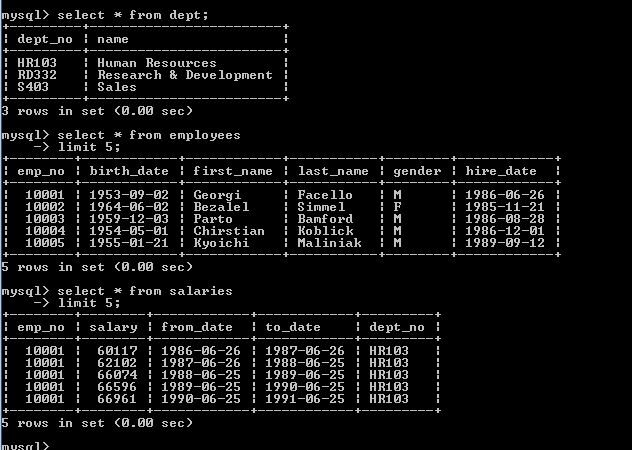 mysql> select * from dept;
+---------+------------------------+
| dept_no | name                   |
+---------+------------------------+
| HR103   | Human Resources        |
| RD332   | Research & Development |
| S403    | Sales                  |
+---------+------------------------+
3 rows in set (0.00 sec)
mysql> select * from employees
    -> limit 5;
+--------+------------+------------+-----------+--------+------------+
| emp_no | birth_date | first_name | last_name | gender | hire_date  |
+--------+------------+------------+-----------+--------+------------+
|  10001 | 1953-09-02 | Georgi     | Facello   | M      | 1986-06-26 |
|  10002 | 1964-06-02 | Bezalel    | Simmel    | F      | 1985-11-21 |
|  10003 | 1959-12-03 | Parto      | Bamford   | M      | 1986-08-28 |
|  10004 | 1954-05-01 | Chirstian  | Koblick   | M      | 1986-12-01 |
|  10005 | 1955-01-21 | Kyoichi    | Maliniak  | M      | 1989-09-12 |
+--------+------------+------------+-----------+--------+------------+
5 rows in set (0.00 sec)
mysql> select * from salaries
    -> limit 5;
+--------+--------+------------+------------+---------+
| emp_no | salary | from_date  | to_date    | dept_no |
+--------+--------+------------+------------+---------+
|  10001 |  60117 | 1986-06-26 | 1987-06-26 | HR103   |
|  10001 |  62102 | 1987-06-26 | 1988-06-25 | HR103   |
|  10001 |  66074 | 1988-06-25 | 1989-06-25 | HR103   |
|  10001 |  66596 | 1989-06-25 | 1990-06-25 | HR103   |
|  10001 |  66961 | 1990-06-25 | 1991-06-25 | HR103   |
+--------+--------+------------+------------+---------+
5 rows in set (0.00 sec)
mysql>